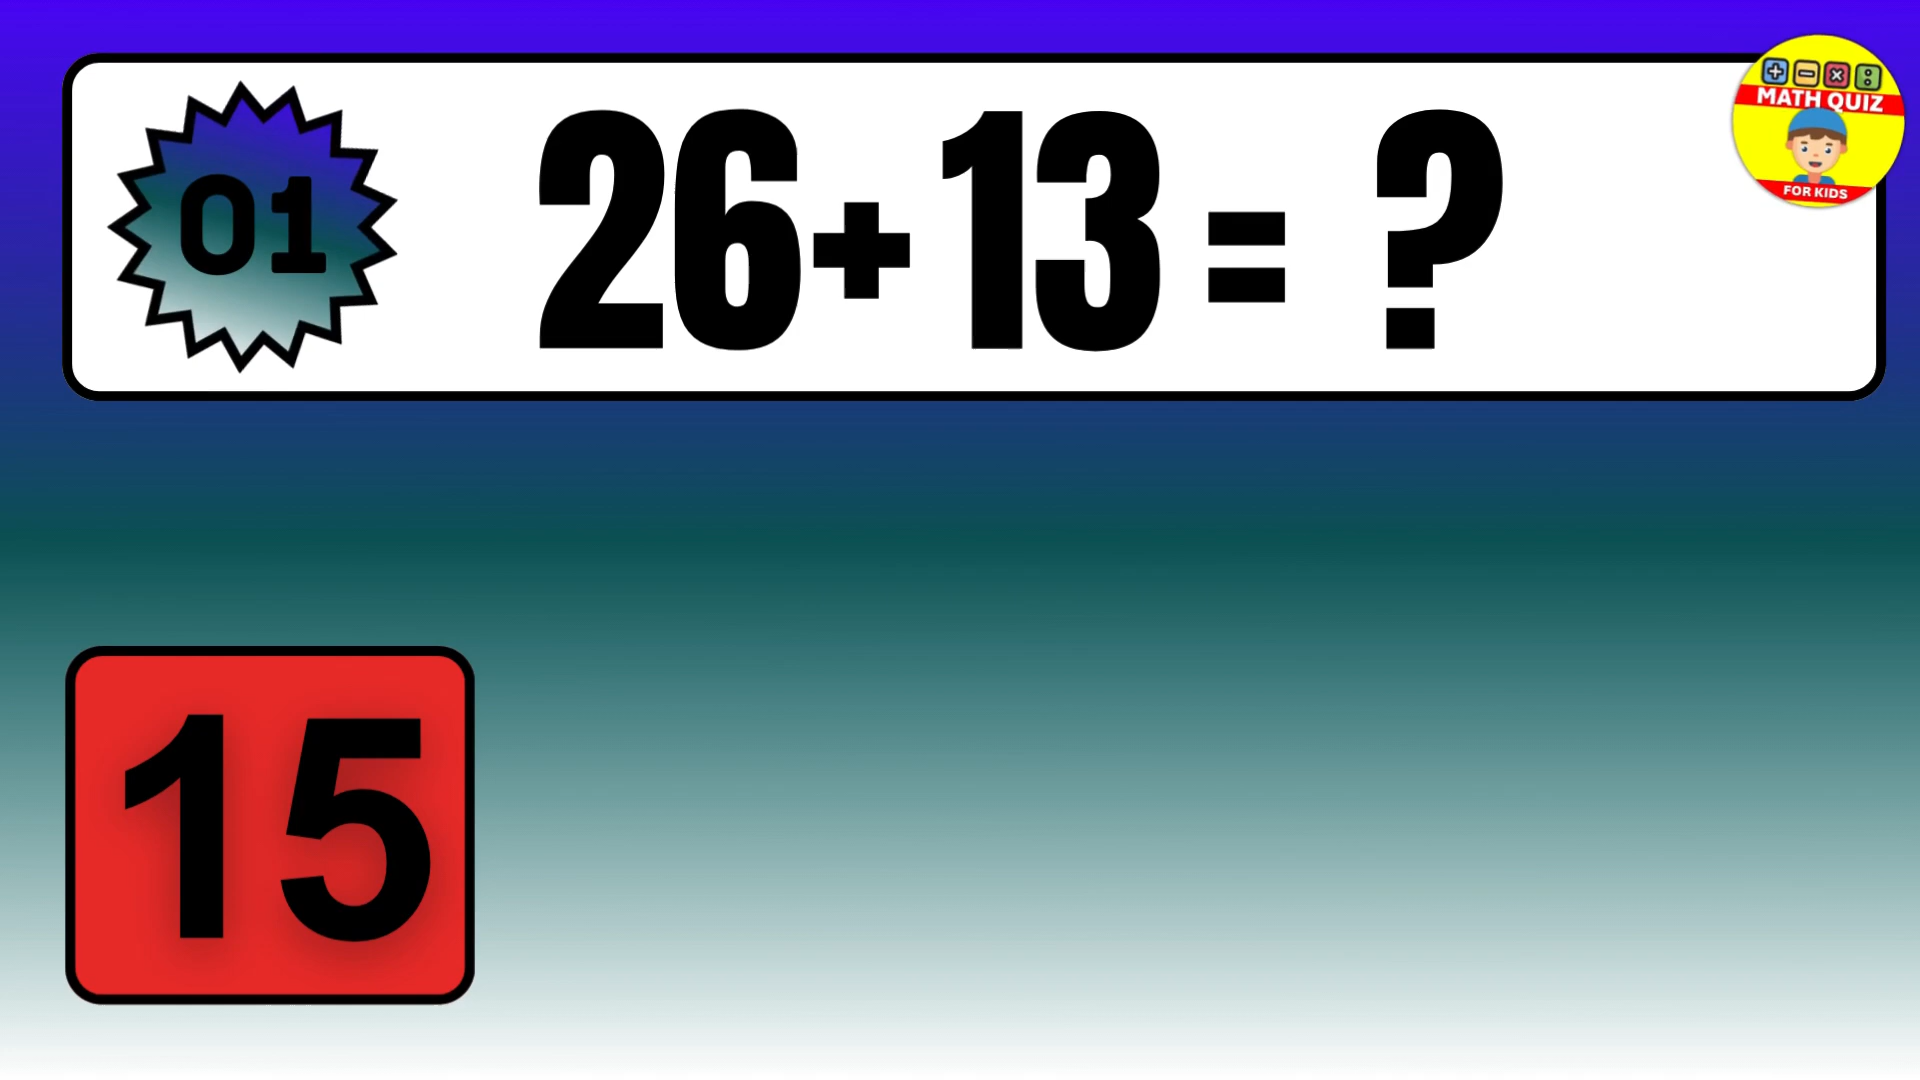 01
26+13 = ?
+ - × :
MATH QUIZ
FOR KIDS
15